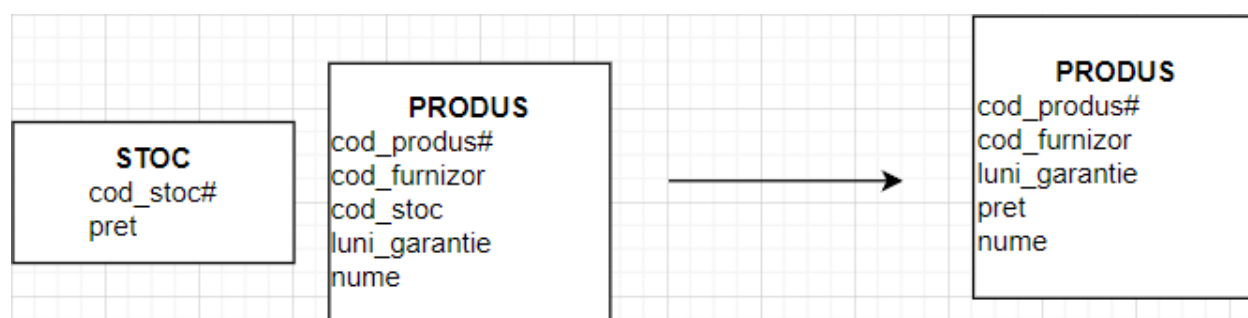 STOC
cod_stoc#
pret
PRODUS
cod_produs#
cod_furnizor
cod_stoc
luni_garantie
nume
PRODUS
cod_produs#
cod_furnizor
luni_garantie
pret
nume